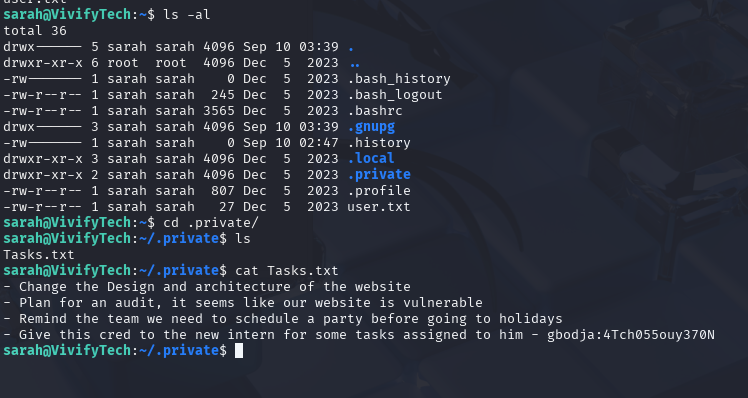 user.txt
sarah@VivifyTech:~$ ls -al
total 36
drwx------ 5 sarah sarah 4096 Sep 10 03:39 .
drwxr-xr-x 6 root  root  4096 Dec  5  2023 ..
-rw------- 1 sarah sarah    0 Dec  5  2023 .bash_history
-rw-r--r-- 1 sarah sarah  245 Dec  5  2023 .bash_logout
-rw-r--r-- 1 sarah sarah 3565 Dec  5  2023 .bashrc
drwx------ 3 sarah sarah 4096 Sep 10 03:39 .gnupg
-rw------- 1 sarah sarah    0 Sep 10 02:47 .history
drwxr-xr-x 3 sarah sarah 4096 Dec  5  2023 .local
drwxr-xr-x 2 sarah sarah 4096 Dec  5  2023 .private
-rw-r--r-- 1 sarah sarah  807 Dec  5  2023 .profile
-rw-r--r-- 1 sarah sarah   27 Dec  5  2023 user.txt
sarah@VivifyTech:~$ cd .private/
sarah@VivifyTech:~/.private$ ls
Tasks.txt
sarah@VivifyTech:~/.private$ cat Tasks.txt
- Change the Design and architecture of the website
- Plan for an audit, it seems like our website is vulnerable
- Remind the team we need to schedule a party before going to holidays
- Give this cred to the new intern for some tasks assigned to him - gbodja:4Tch055ouy370N
sarah@VivifyTech:~/.private$